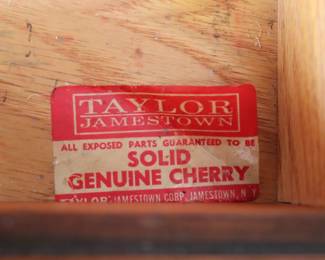 TAYLOR
JAMESTOWN
ALL EXPOSED PARTS GUARANTEED TO BE
SOLID
GENUINE CHERRY
TAYLOR JAMESTOWN CORP. JAMESTOWN, N.Y.